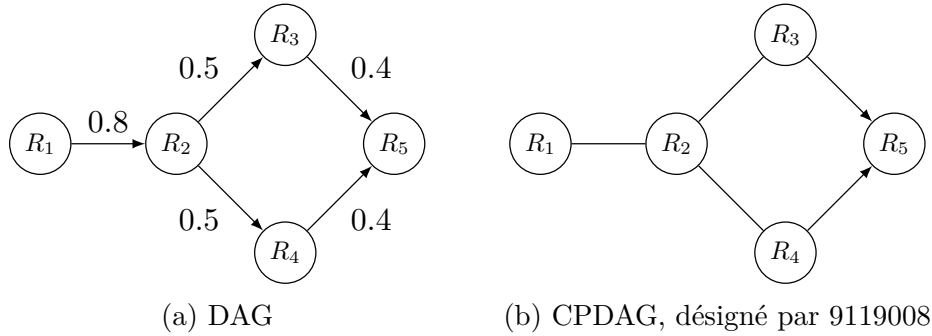 R3
0.5
0.4
R1
0.8
R2
R5
0.5
0.4
R4
(a) DAG
R3
R1
R2
R5
R4
(b) CPDAG, désigné par 9119008